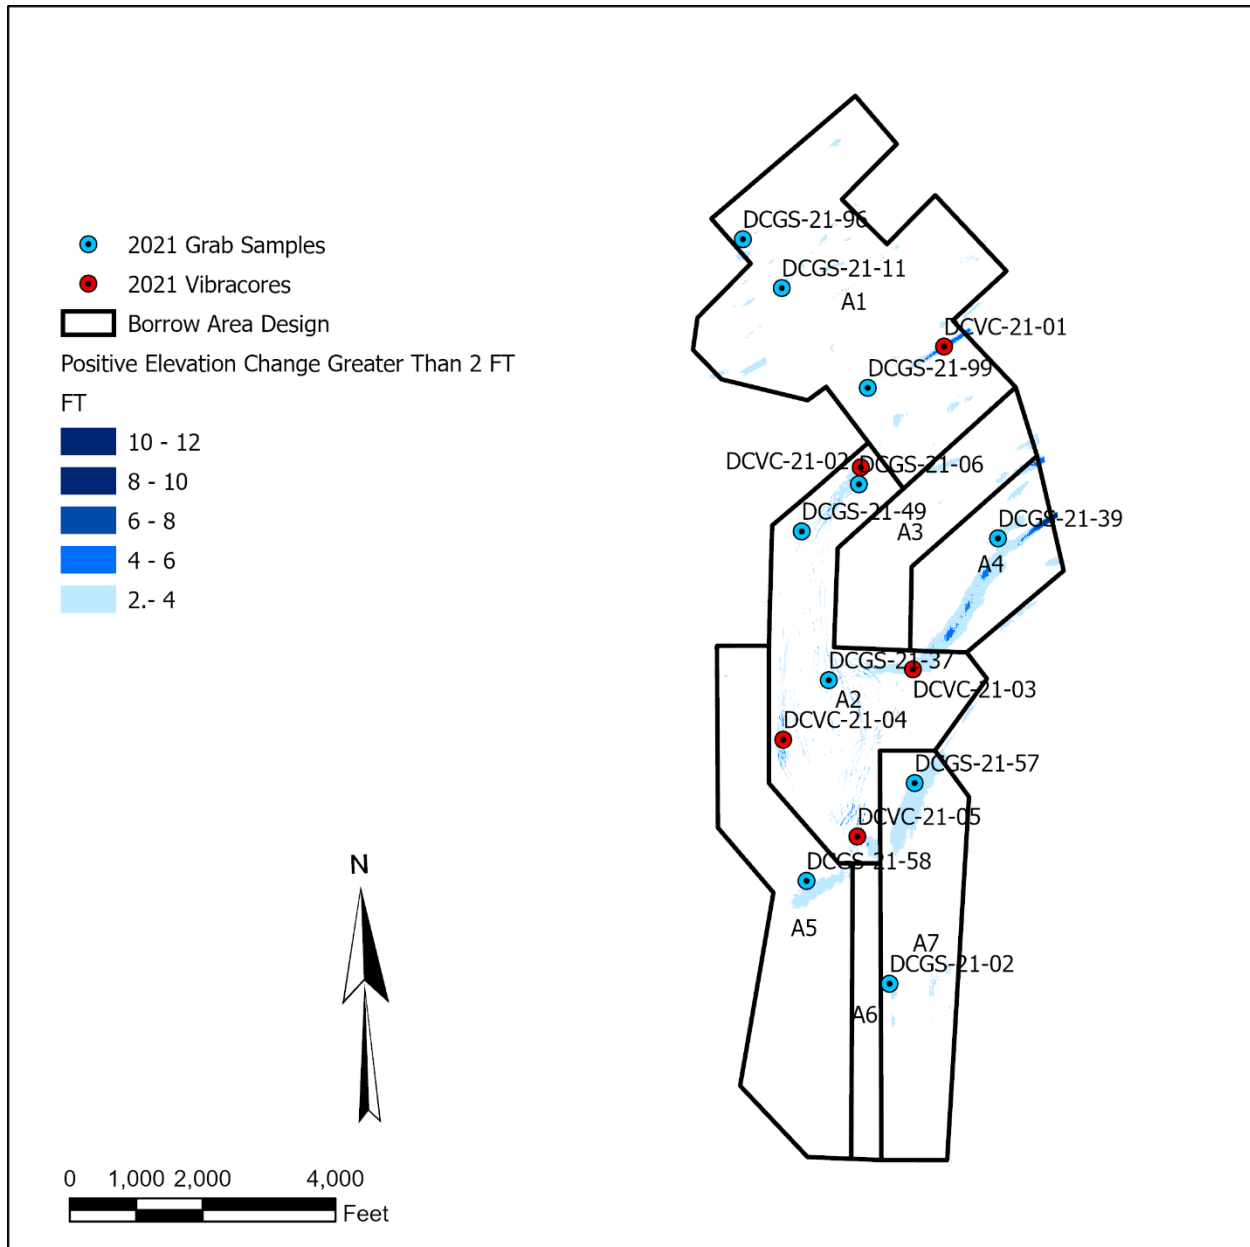 2021 Grab Samples
2021 Vibracores
Borrow Area Design
Positive Elevation Change Greater Than 2 FT
FT
10 - 12
8 - 10
6 - 8
4 - 6
2.- 4
DCGS-21-96
DCGS-21-11
A1
DCVC-21-01
DCGS-21-99
DCVC-21-02
DCGS-21-06
DCGS-21-49
A3
DCGS-21-39
A4
DCGS-21-37
A2
DCVC-21-03
DCVC-21-04
DCGS-21-57
DCVC-21-05
DCGS-21-58
A5
A7
DCGS-21-02
A6
N
0 1,000 2,000 4,000
Feet